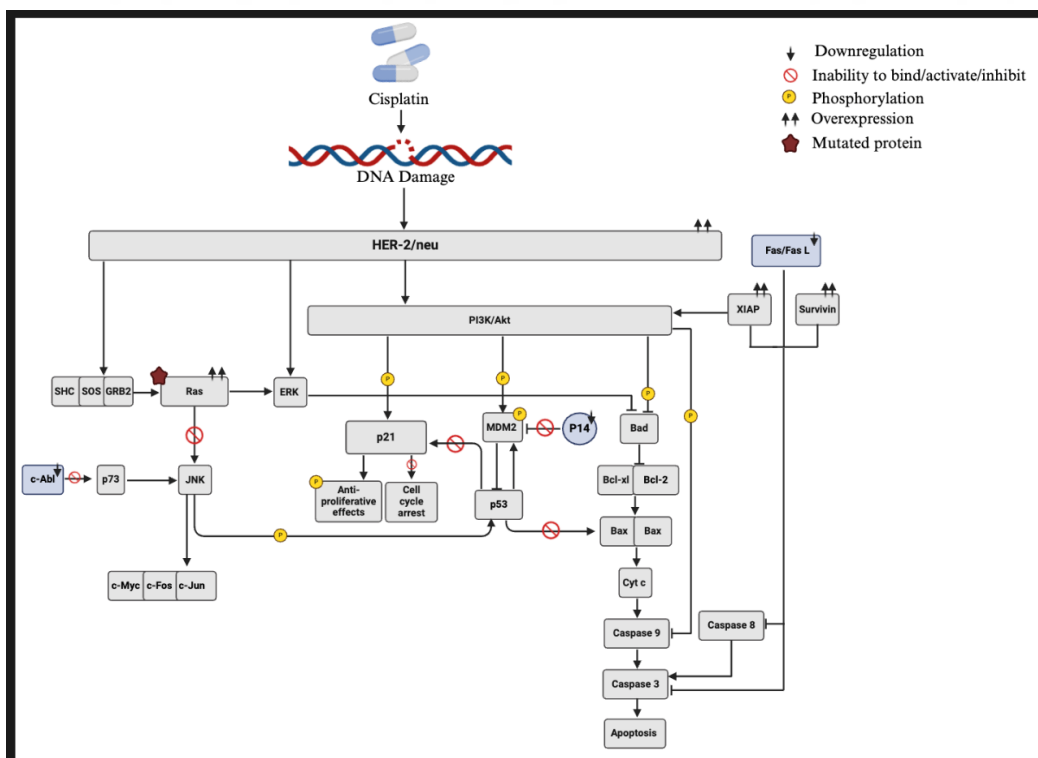 Downregulation
Inability to bind/activate/inhibit
P Phosphorylation
Overexpression
Mutated protein
Cisplatin
DNA Damage
HER-2/neu
Fas/Fas L
XIAP
Survivin
PI3K/Akt
SHC SOS GRB2
Ras
ERK
P
P
P
P
p21
MDM2
P
P14
Bad
c-Abl
p73
JNK
Bcl-xl Bcl-2
P
Anti-
proliferative
effects
Cell
cycle
arrest
p53
P
Bax Bax
c-Myc c-Fos c-Jun
Cyt c
Caspase 9
Caspase 8
Caspase 3
Apoptosis